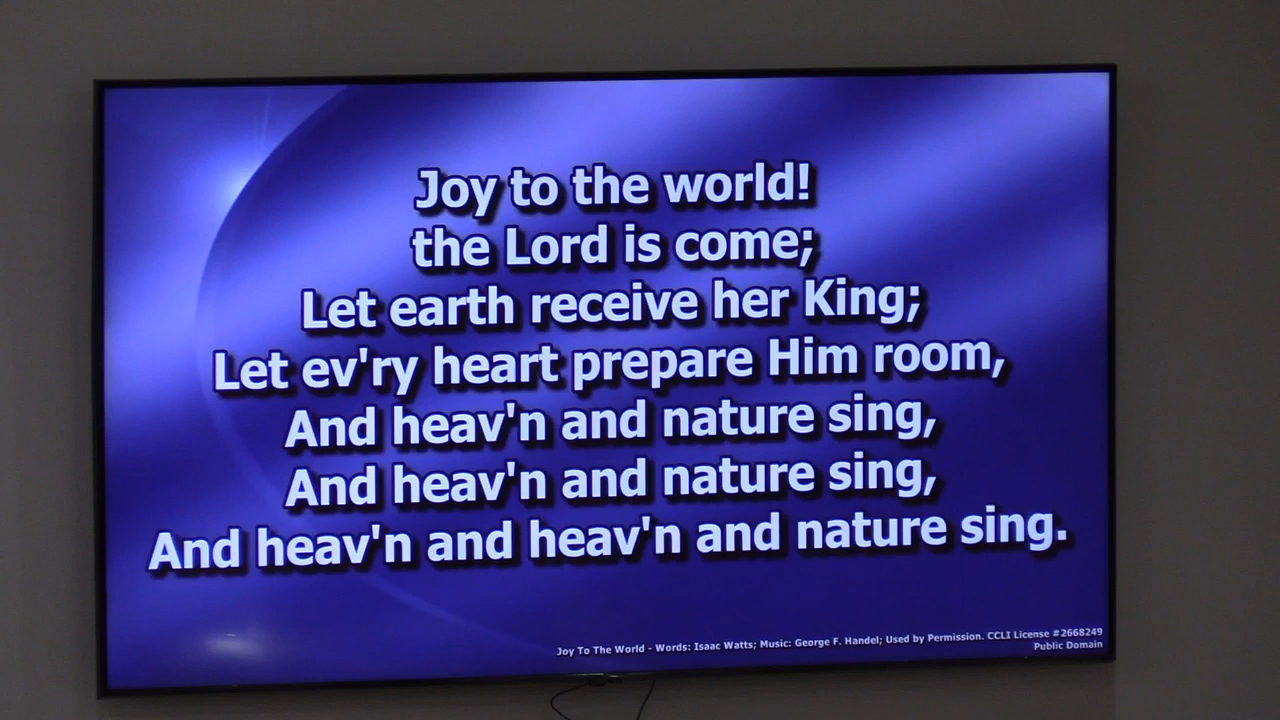 Joy to the world!
the Lord is come;
Let earth receive her King;
Let ev'ry heart prepare Him room,
And heav'n and nature sing,
And heav'n and nature sing,
And heav'n and heav'n and nature sing.
Joy To The World - Words: Isaac Watts; Music: George F. Handel; Used by Permission. CCLI License #2668249
Public Domain